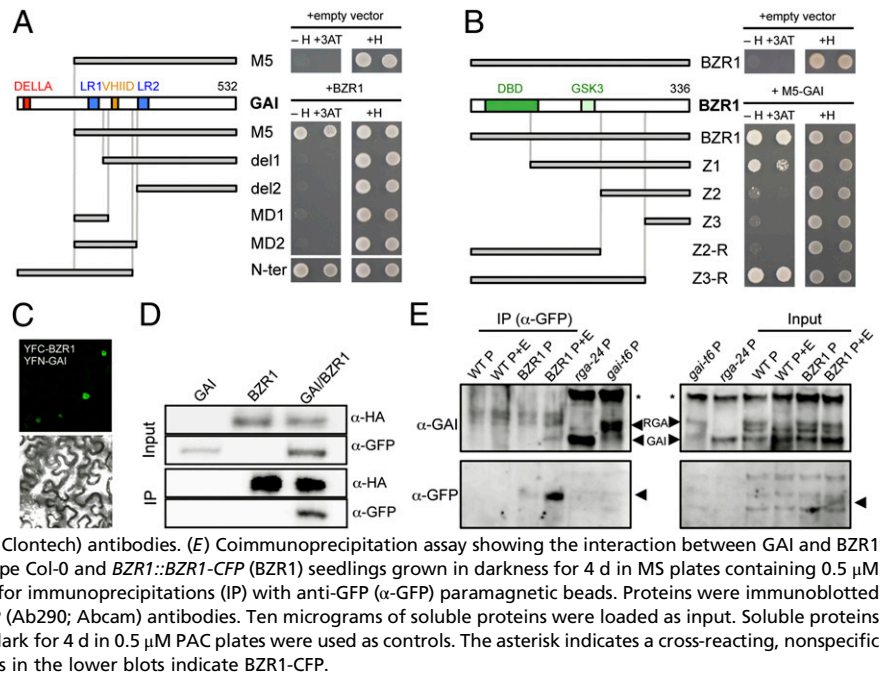 A
+empty vector
– H +3AT
+H
M5
DELLA
LR1
VHIID
LR2
532
GAI
+BZR1
– H +3AT
+H
M5
del1
del2
MD1
MD2
N-ter
B
+empty vector
– H +3AT
+H
BZR1
DBD
GSK3
336
BZR1
+ M5-GAI
– H +3AT
+H
BZR1
Z1
Z2
Z3
Z2-R
Z3-R
C
YFC-BZR1
YFN-GAI
D
GAI
BZR1
GAI/BZR1
Input
α-HA
α-GFP
IP
α-HA
α-GFP
E
IP (α-GFP)
WT P
WT P+E
BZR1 P
BZR1 P+E
rga-24 P
gai-t6 P
Input
gai-t6 P
rga-24 P
WT P
WT P+E
BZR1 P
BZR1 P+E
α-GAI
*
*
RGA
GAI
α-GFP
Clontech) antibodies. (E) Coimmunoprecipitation assay showing the interaction between GAI and BZR1
pe Col-0 and BZR1::BZR1-CFP (BZR1) seedlings grown in darkness for 4 d in MS plates containing 0.5 μM
for immunoprecipitations (IP) with anti-GFP (α-GFP) paramagnetic beads. Proteins were immunoblotted
(Ab290; Abcam) antibodies. Ten micrograms of soluble proteins were loaded as input. Soluble proteins
dark for 4 d in 0.5 μM PAC plates were used as controls. The asterisk indicates a cross-reacting, nonspecific
s in the lower blots indicate BZR1-CFP.